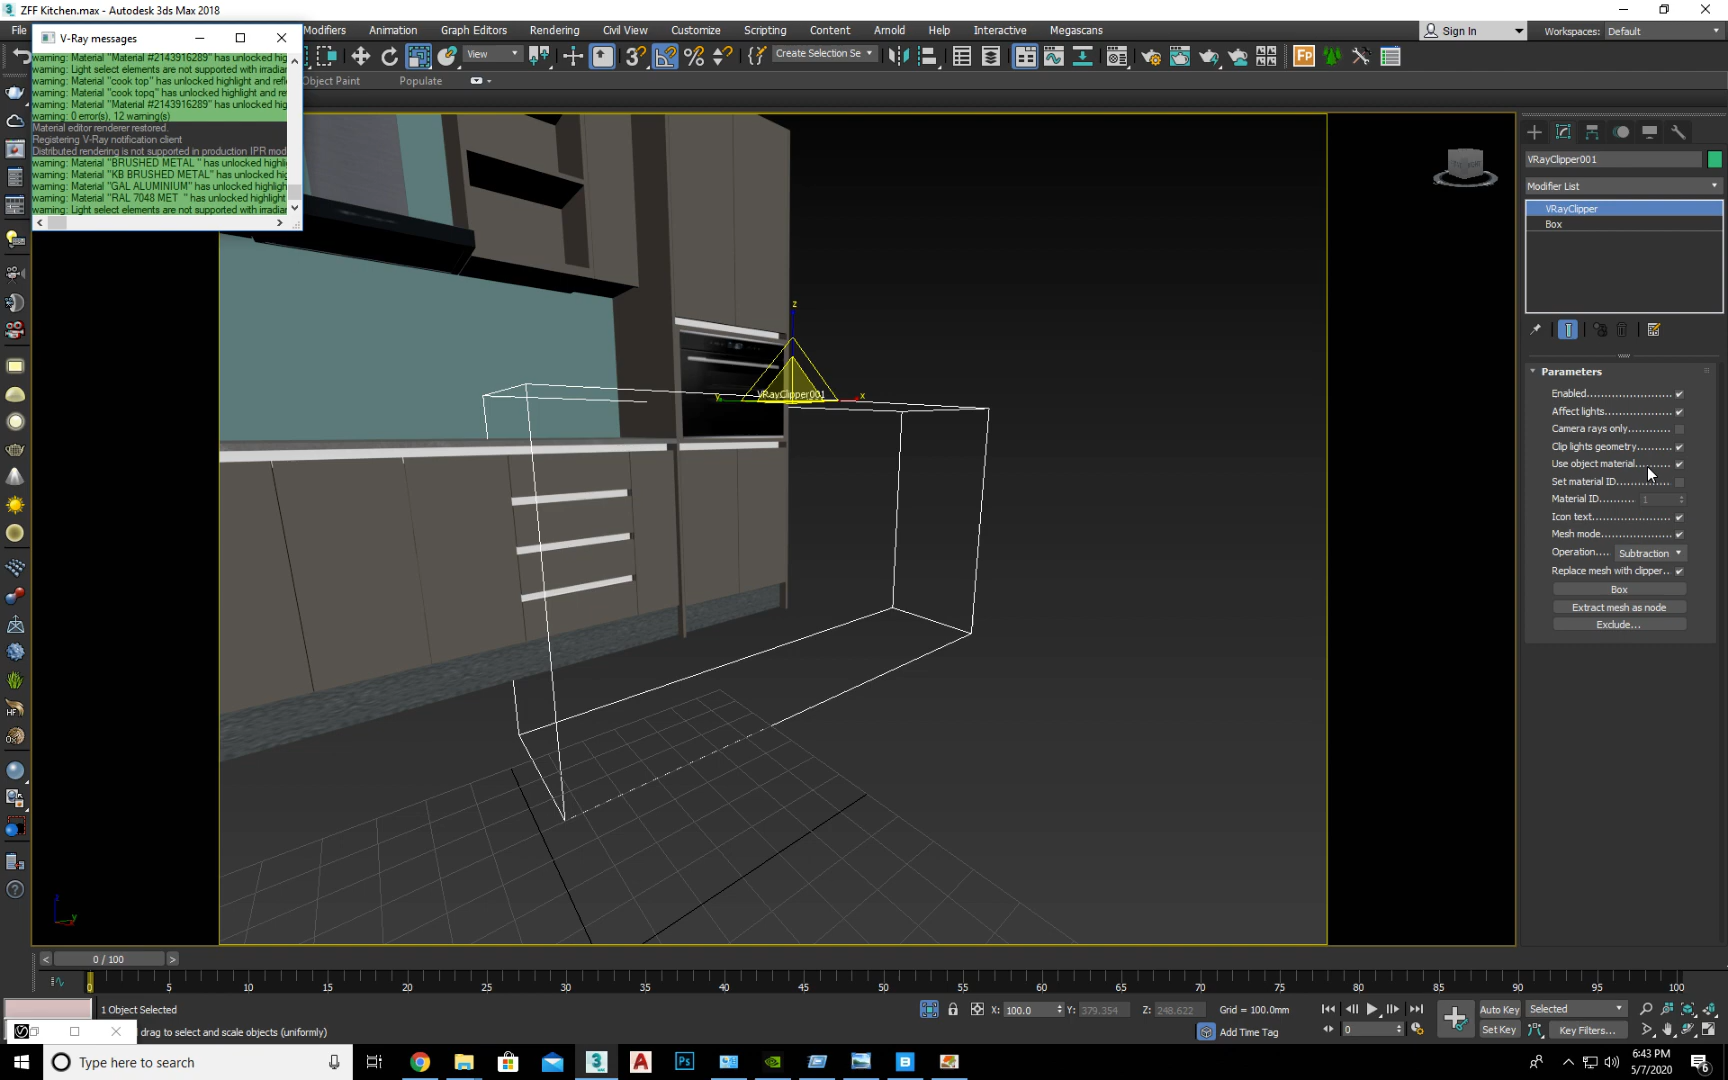 ZFF Kitchen.max - Autodesk 3ds Max 2018
File
Modifiers
Animation
Graph Editors
Rendering
Civil View
Customize
Scripting
Content
Arnold
Help
Interactive
Megascans
Sign In
Workspaces: Default
V-Ray messages
View
Create Selection Se
Object Paint
Populate
warning: Material "Material #2143916289" has unlocked hig
warning: Light select elements are not supported with irradia
warning: Material "cook top" has unlocked highlight and refl
warning: Material "cook topq" has unlocked highlight and re
warning: Material "Material #2143916289" has unlocked hig
warning: 0 error(s), 12 warning(s)
Material editor renderer restored.
Registering V-Ray notification client
Distributed rendering is not supported in production IPR mod
warning: Material "BRUSHED METAL " has unlocked highli
warning: Material "KB BRUSHED METAL" has unlocked hig
warning: Material "GAL ALUMINIUM" has unlocked highligh
warning: Material "RAL 7048 MET " has unlocked highlight
warning: Light select elements are not supported with irradia
z
VRayClipper001
y
x
VRayClipper001
Modifier List
VRayClipper
Box
Parameters
Enabled
Affect lights
Camera rays only
Clip lights geometry
Use object material
Set material ID
Material ID 1
Icon text
Mesh mode
Operation.... Subtraction
Replace mesh with clipper..
Box
Extract mesh as node
Exclude...
0 / 100
0 5 10 15 20 25 30 35 40 45 50 55 60 65 70 75 80 85 90 95 100
1 Object Selected
drag to select and scale objects (uniformly)
X: 100.0 Y: 379.354 Z: 248.622 Grid = 100.0mm
Add Time Tag
0
Auto Key
Selected
Set Key
Key Filters...
Type here to search
Ps
6:43 PM
5/7/2020
6